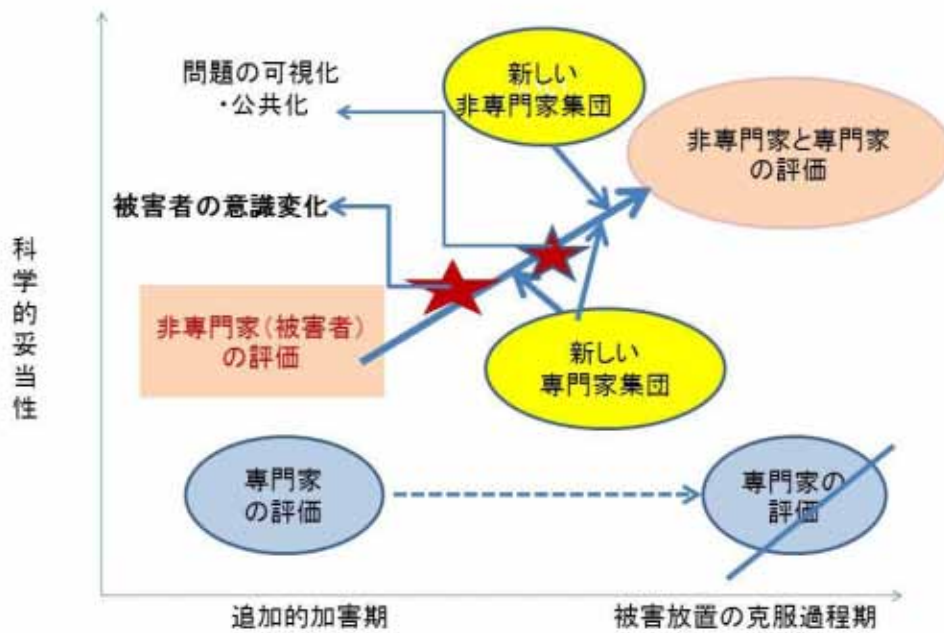 問題の可視化
・公共化
新しい
非専門家集団
非専門家と専門家
の評価
被害者の意識変化
科学的妥当性
非専門家（被害者）
の評価
新しい
専門家集団
専門家
の評価
専門家の
評価
追加的加害期
被害放置の克服過程期